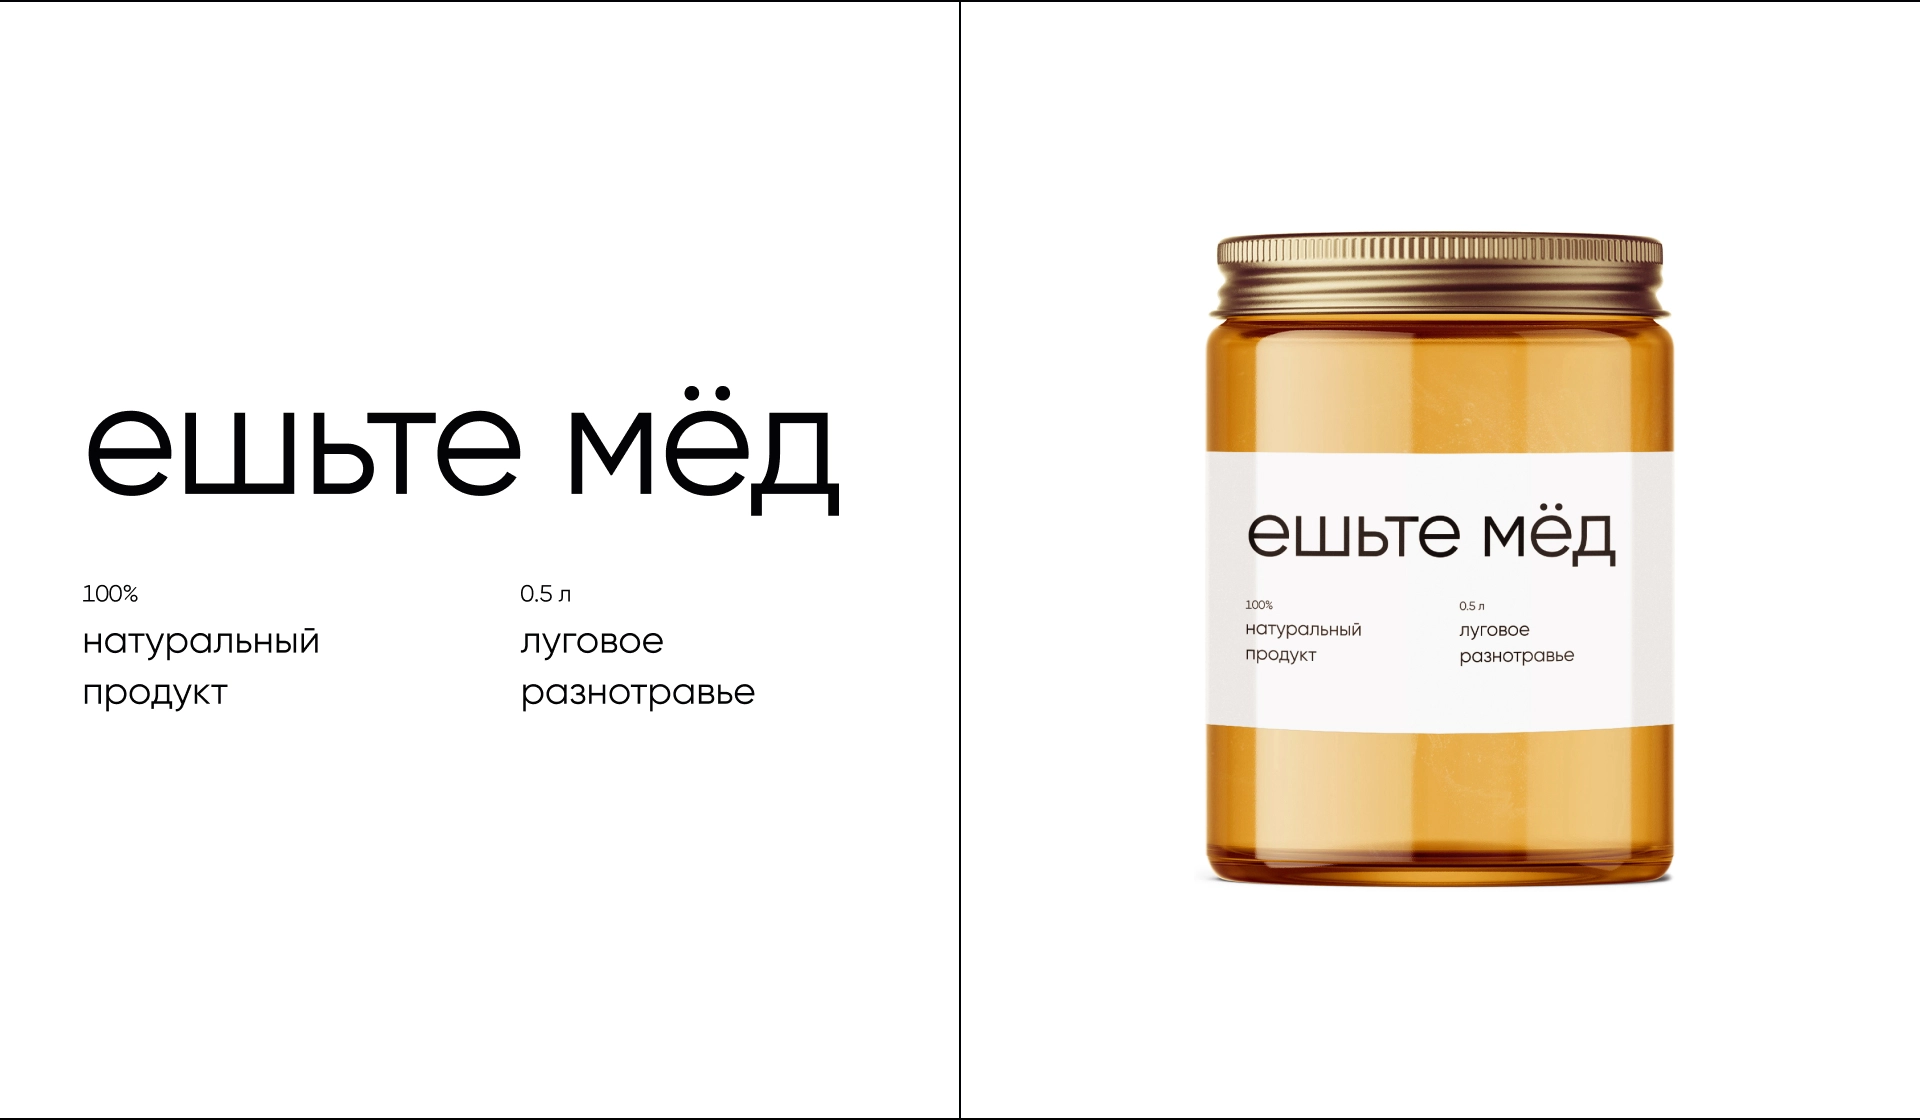 ешьте мёд
100%
натуральный
продукт
0.5 л
луговое
разнотравье
ешьте мёд
100%
натуральный
продукт
0.5 л
луговое
разнотравье